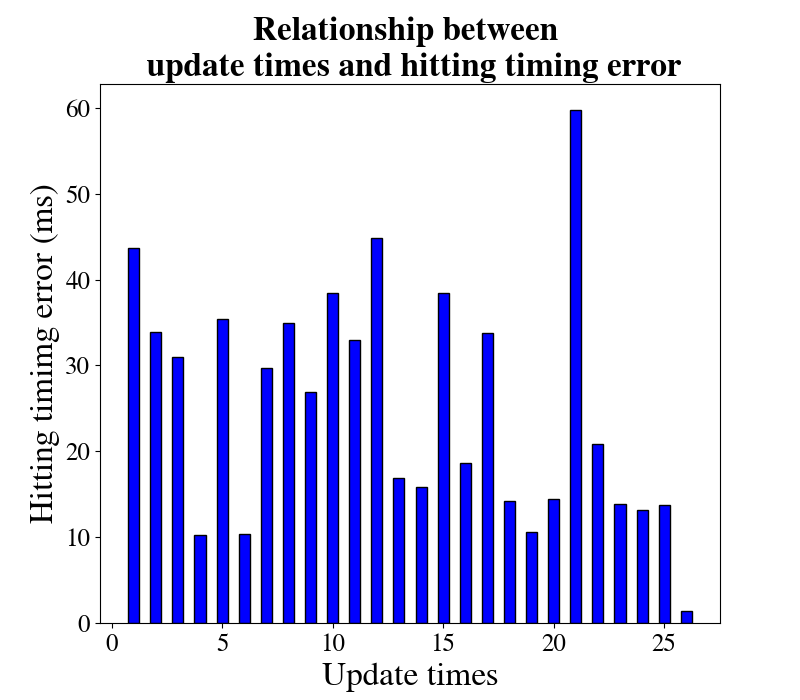 Relationship between
update times and hitting timing error
Hitting timimg error (ms)
60
50
40
30
20
10
0
0 5 10 15 20 25
Update times